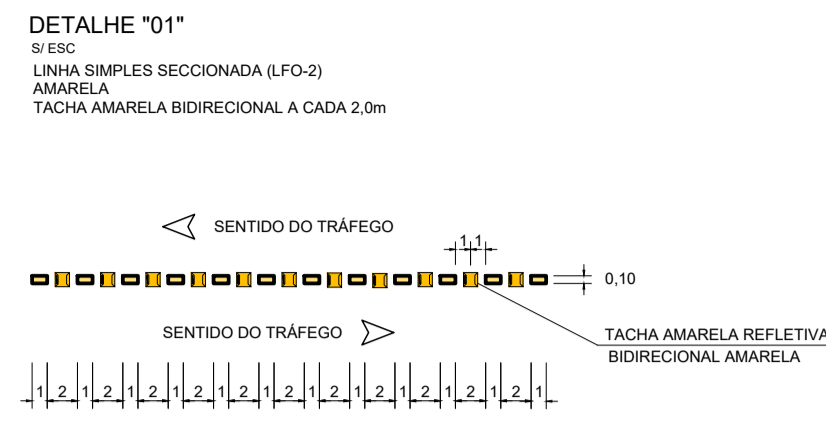 DETALHE "01"
S/ ESC
LINHA SIMPLES SECCIONADA (LFO-2)
AMARELA
TACHA AMARELA BIDIRECIONAL A CADA 2,0m
SENTIDO DO TRÁFEGO
1 1
0,10
SENTIDO DO TRÁFEGO
TACHA AMARELA REFLETIVA
BIDIRECIONAL AMARELA
1 2 1 2 1 2 1 2 1 2 1 2 1 2 1 2 1 2 1 2 1 2 1